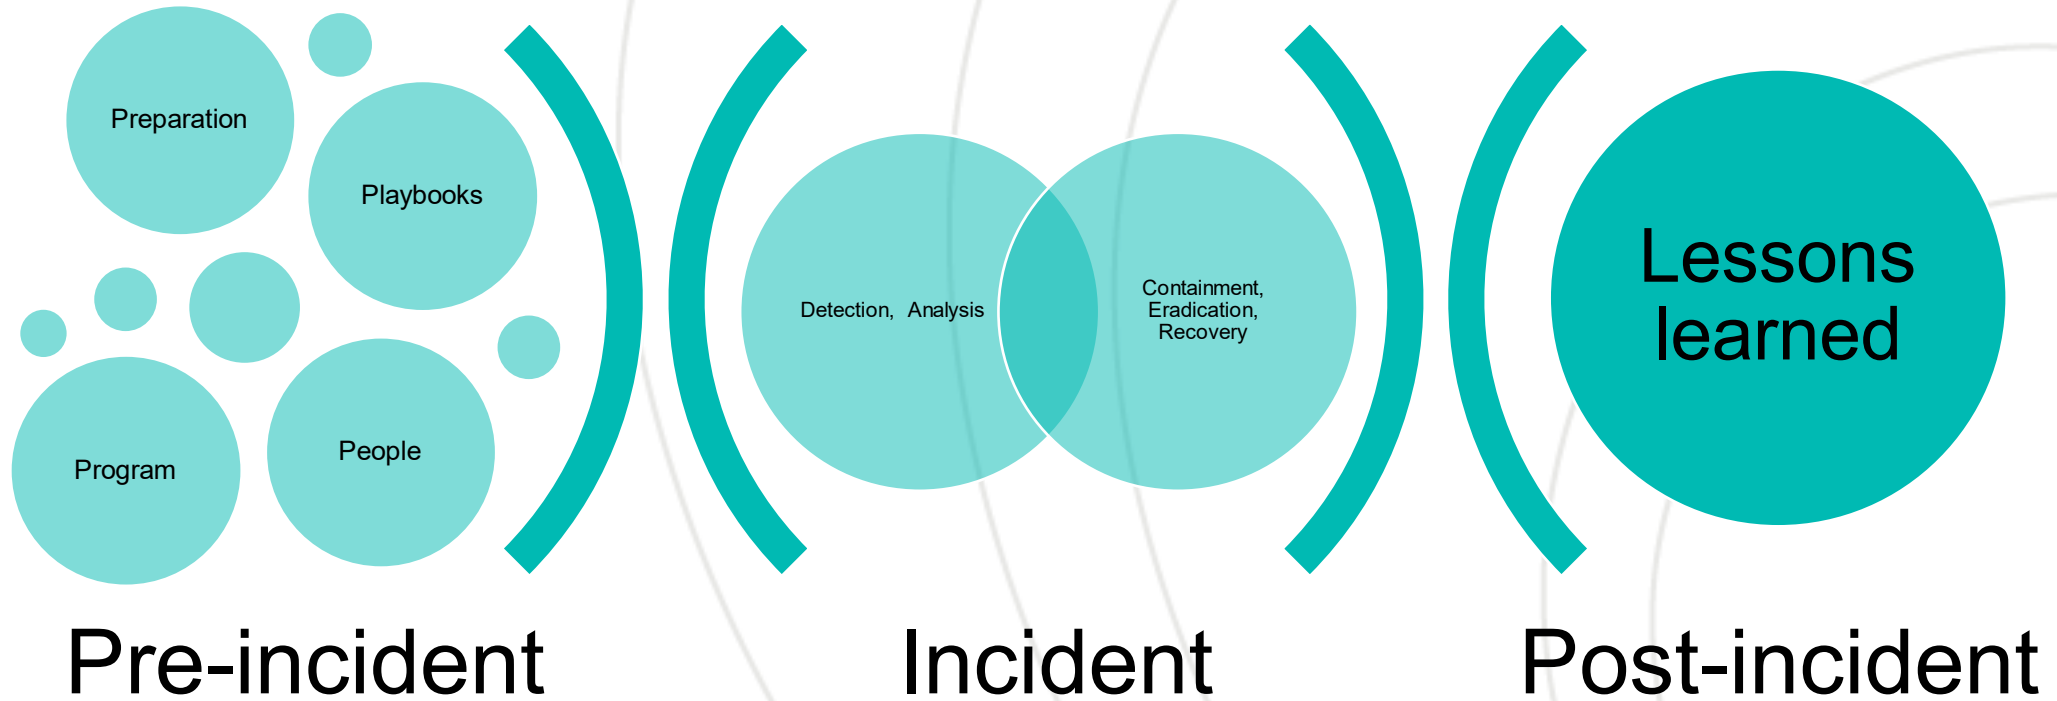 Preparation
Playbooks
Program
People
Detection, Analysis
Containment,
Eradication,
Recovery
Lessons
learned
Pre-incident
Incident
Post-incident